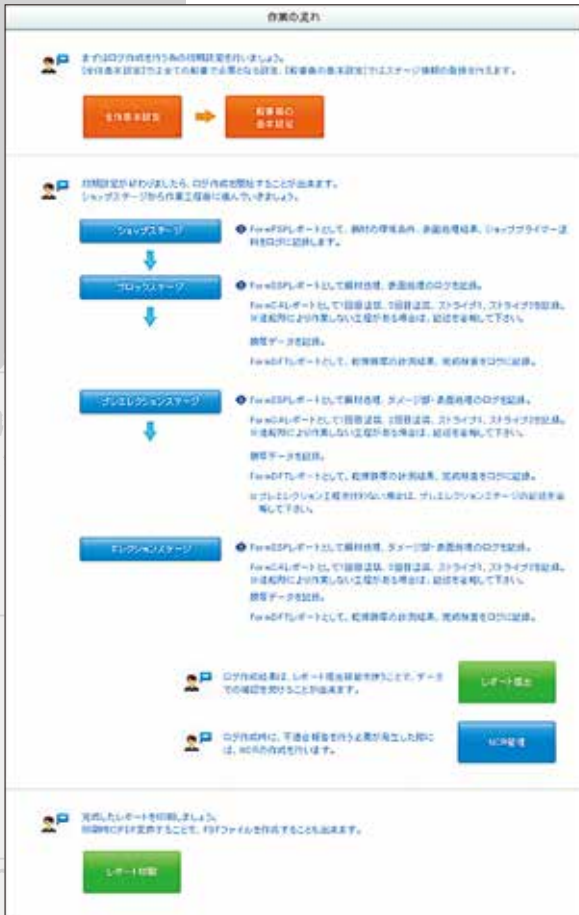 作業の流れ
まずはログ作成を行う為の初期設定を行いましょう。
[全体基本設定]では全ての船番で必要となる設定、[船番毎の基本設定]ではステージ情報の登録を行えます。
全体基本設定
船番毎の
基本設定
初期設定が終わりましたら、ログ作成を開始することが出来ます。
ショップステージから作業工程毎に進んでいきましょう。
ショップステージ
レポートとして、鋼材の環境条件、表面処理結果、ショッププライマー塗
料をログに記録します。
ブロックステージ
FormSSPレポートとして鋼材処理、表面処理のログを記録。
FormCALレポートとして1回目塗装、2回目塗装、ストライプ1、ストライプ2を記録。
※造船所により作業しない工程がある場合は、記述を省略して下さい。
膜厚データを記録。
FormDFTレポートとして、乾燥膜厚の計測結果、完成検査をログに記録。
プレエレクションステージ
FormSSPレポートとして鋼材処理、ダメージ部・表面処理のログを記録。
FormCALレポートとして1回目塗装、2回目塗装、ストライプ1、ストライプ2を記録。
※造船所により作業しない工程がある場合は、記述を省略して下さい。
膜厚データを記録。
FormDFTレポートとして、乾燥膜厚の計測結果、完成検査をログに記録。
※プレエレクション工程を行わない場合は、プレエレクションステージの記述を省
略して下さい。
エレクションステージ
FormSSPレポートとして鋼材処理、ダメージ部・表面処理のログを記録。
FormCALレポートとして1回目塗装、2回目塗装、ストライプ1、ストライプ2を記録。
※造船所により作業しない工程がある場合は、記述を省略して下さい。
膜厚データを記録。
FormDFTレポートとして、乾燥膜厚の計測結果、完成検査をログに記録。
ログ作成結果は、レポート提出機能を使うことで、データ
での確認を受けることが出来ます。
レポート提出
ログ作成時に、不適合報告を行う必要が発生した際に
は、NCRの作成を行います。
NCR管理
完成したレポートを印刷しましょう。
印刷時にPDF変換することで、PDFファイルを作成することも出来ます。
レポート印刷